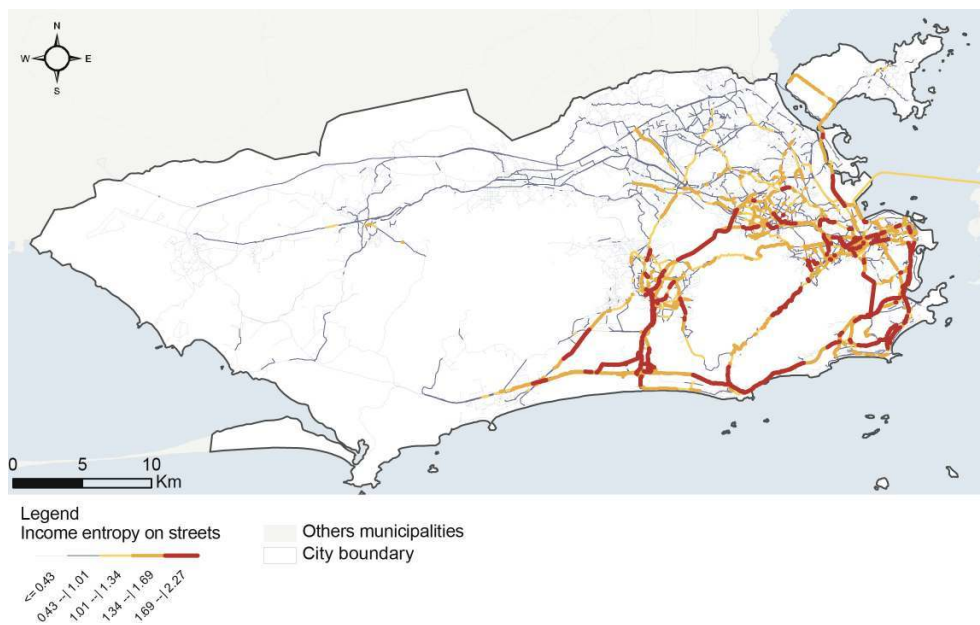 N
W E
S
0 5 10
Km
Legend
Income entropy on streets
<= 0.43
0.43 --| 1.01
1.01 --| 1.34
1.34 --| 1.69
1.69 --| 2.27
Others municipalities
City boundary